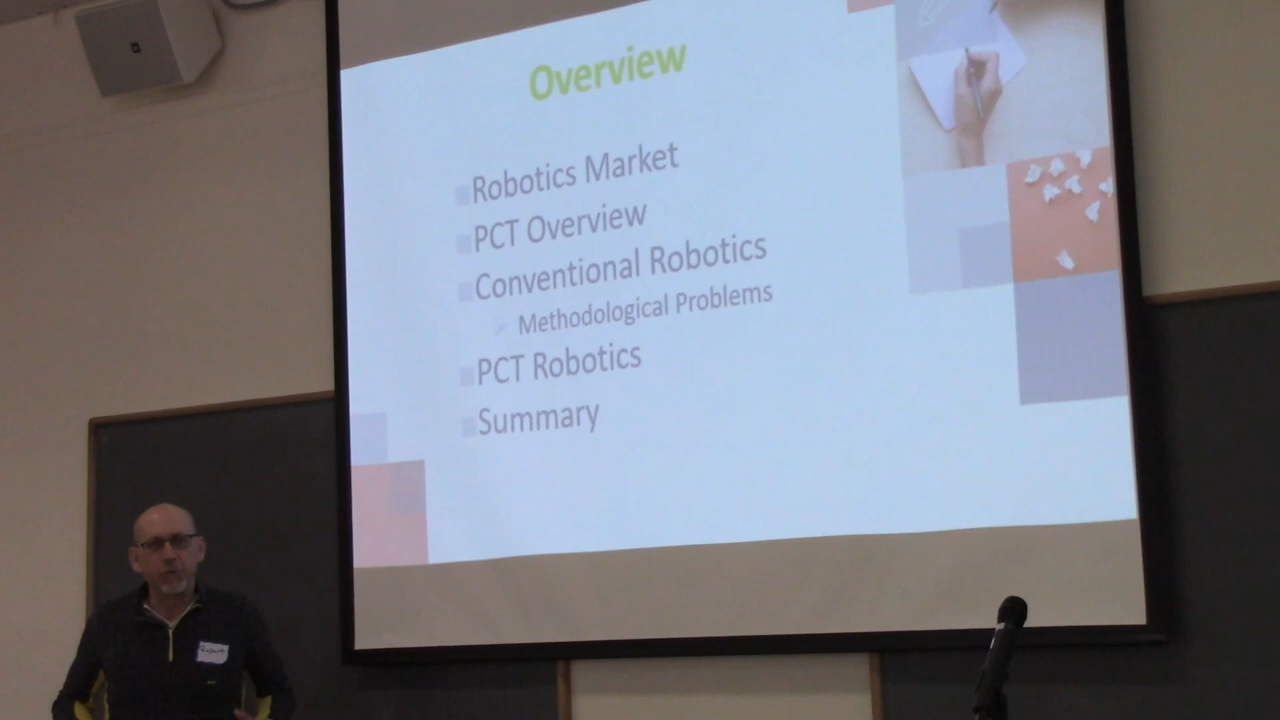 Overview
Robotics Market
PCT Overview
Conventional Robotics
Methodological Problems
PCT Robotics
Summary